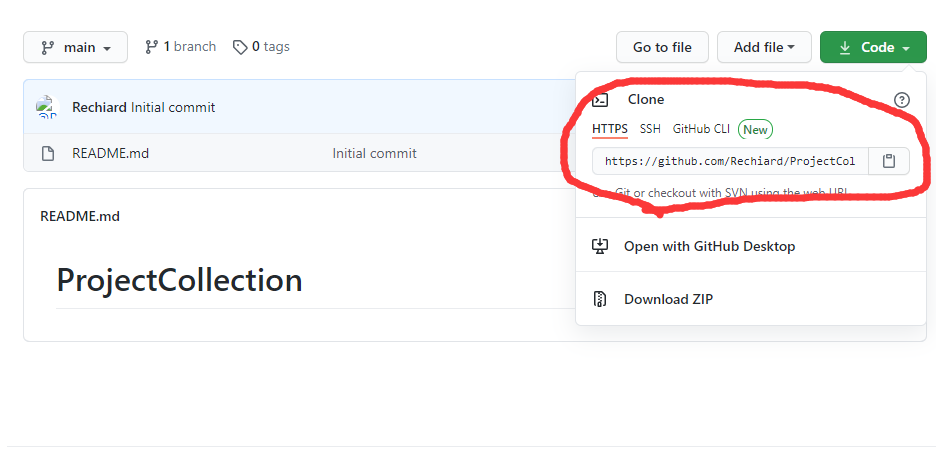 main 1 branch 0 tags Go to file Add file Code
Rechiard Initial commit
README.md Initial commit
Clone
HTTPS SSH GitHub CLI New
https://github.com/Rechiard/ProjectCol
Git or checkout with SVN using the web URL
Open with GitHub Desktop
Download ZIP
README.md
ProjectCollection